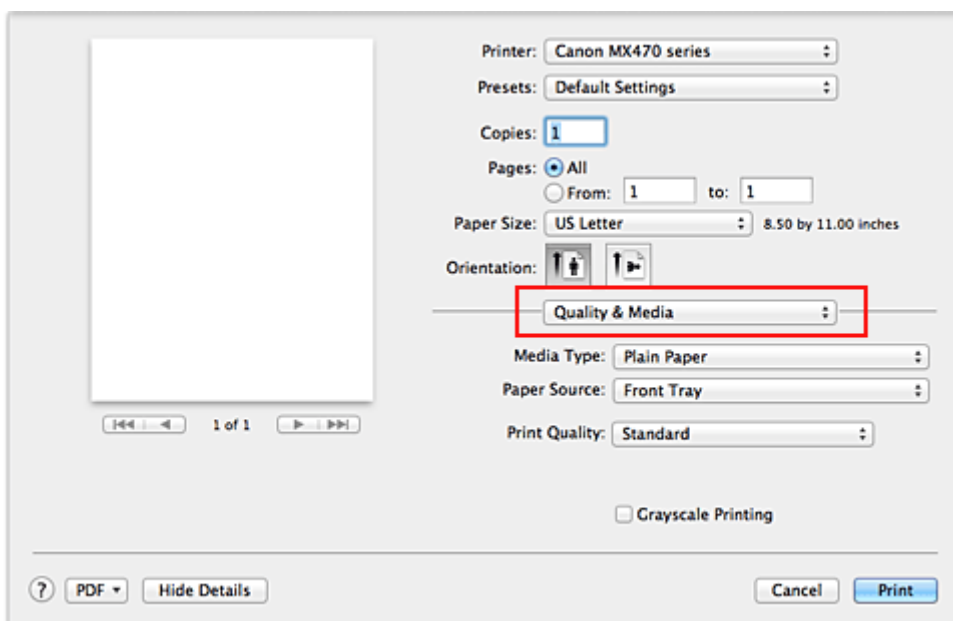 Printer: Canon MX470 series
Presets: Default Settings
Copies: 1
Pages: All
From: 1 to: 1
Paper Size: US Letter 8.50 by 11.00 inches
Orientation:
Quality & Media
Media Type: Plain Paper
Paper Source: Front Tray
1 of 1
Print Quality: Standard
Grayscale Printing
? PDF Hide Details Cancel Print